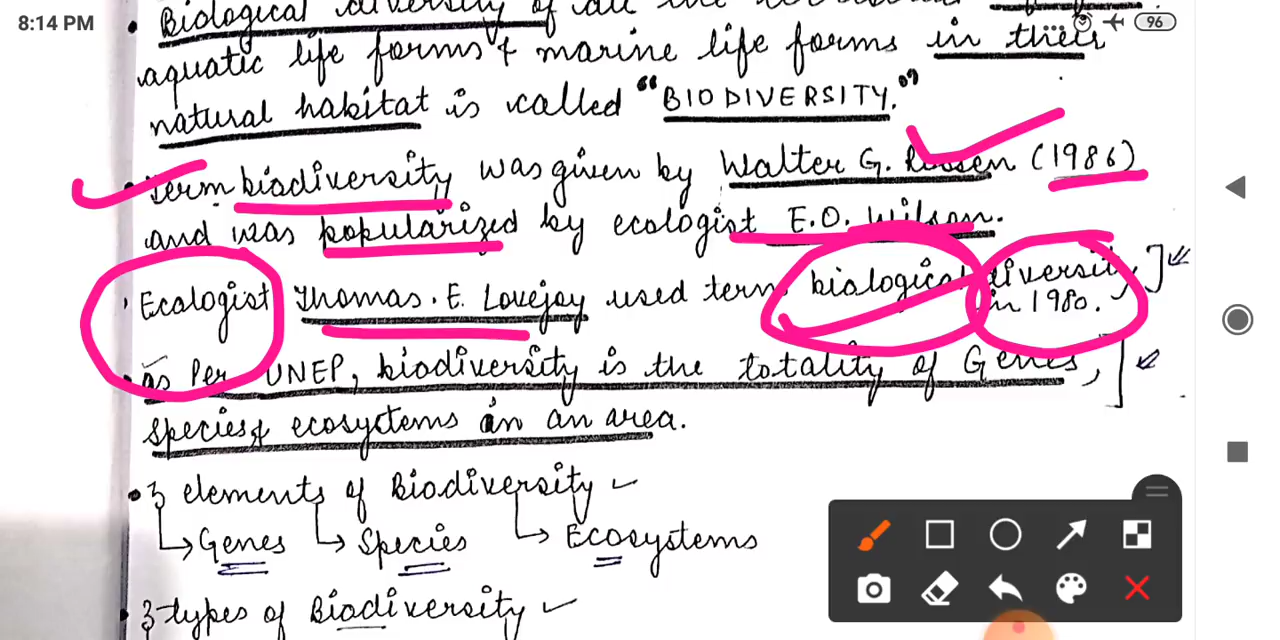 8:14 PM
96
• Biological diversity of all the
aquatic life forms & marine life forms in their
natural habitat is called "BIODIVERSITY."
• Term biodiversity was given by Walter G. Rossen (1986)
and was popularized by ecologist E.O. Wilson.
Ecologist Thomas. E. Lovejoy used term biological diversity
in 1980.
• as Per UNEP, biodiversity is the totality of Genes,
species & ecosystems in an area.
• 3 elements of Biodiversity
Genes Species Ecosystems
• 3 types of Biodiversity